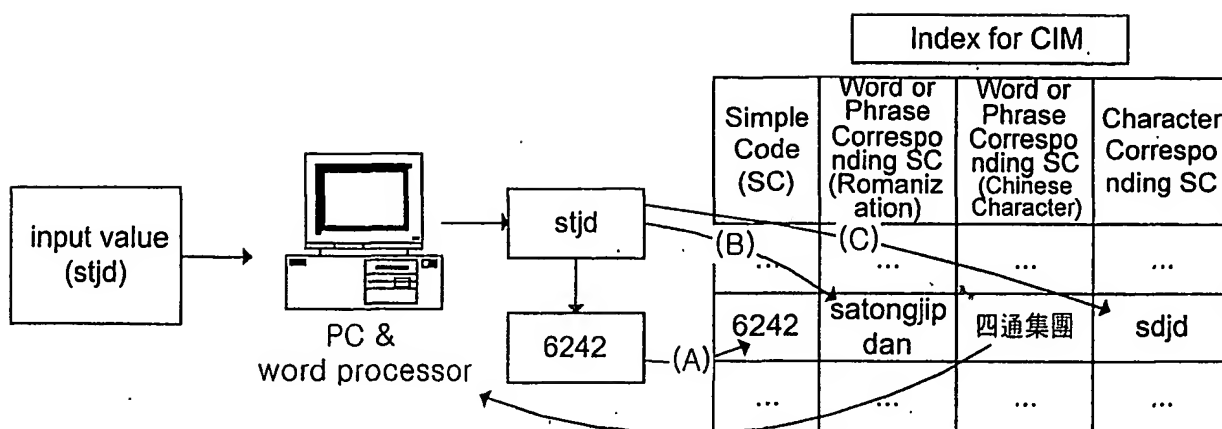 Index for CIM
Simple
Code
(SC)
Word or
Phrase
Correspo
nding SC
(Romaniz
ation)
Word or
Phrase
Correspo
nding SC
(Chinese
Character)
Character
Correspo
nding SC
input value
(stjd)
PC &
word processor
stjd
6242
(A)
(B)
(C)
... ... ... ...
6242
satongjip
dan
四通集團
sdjd
... ... ... ...